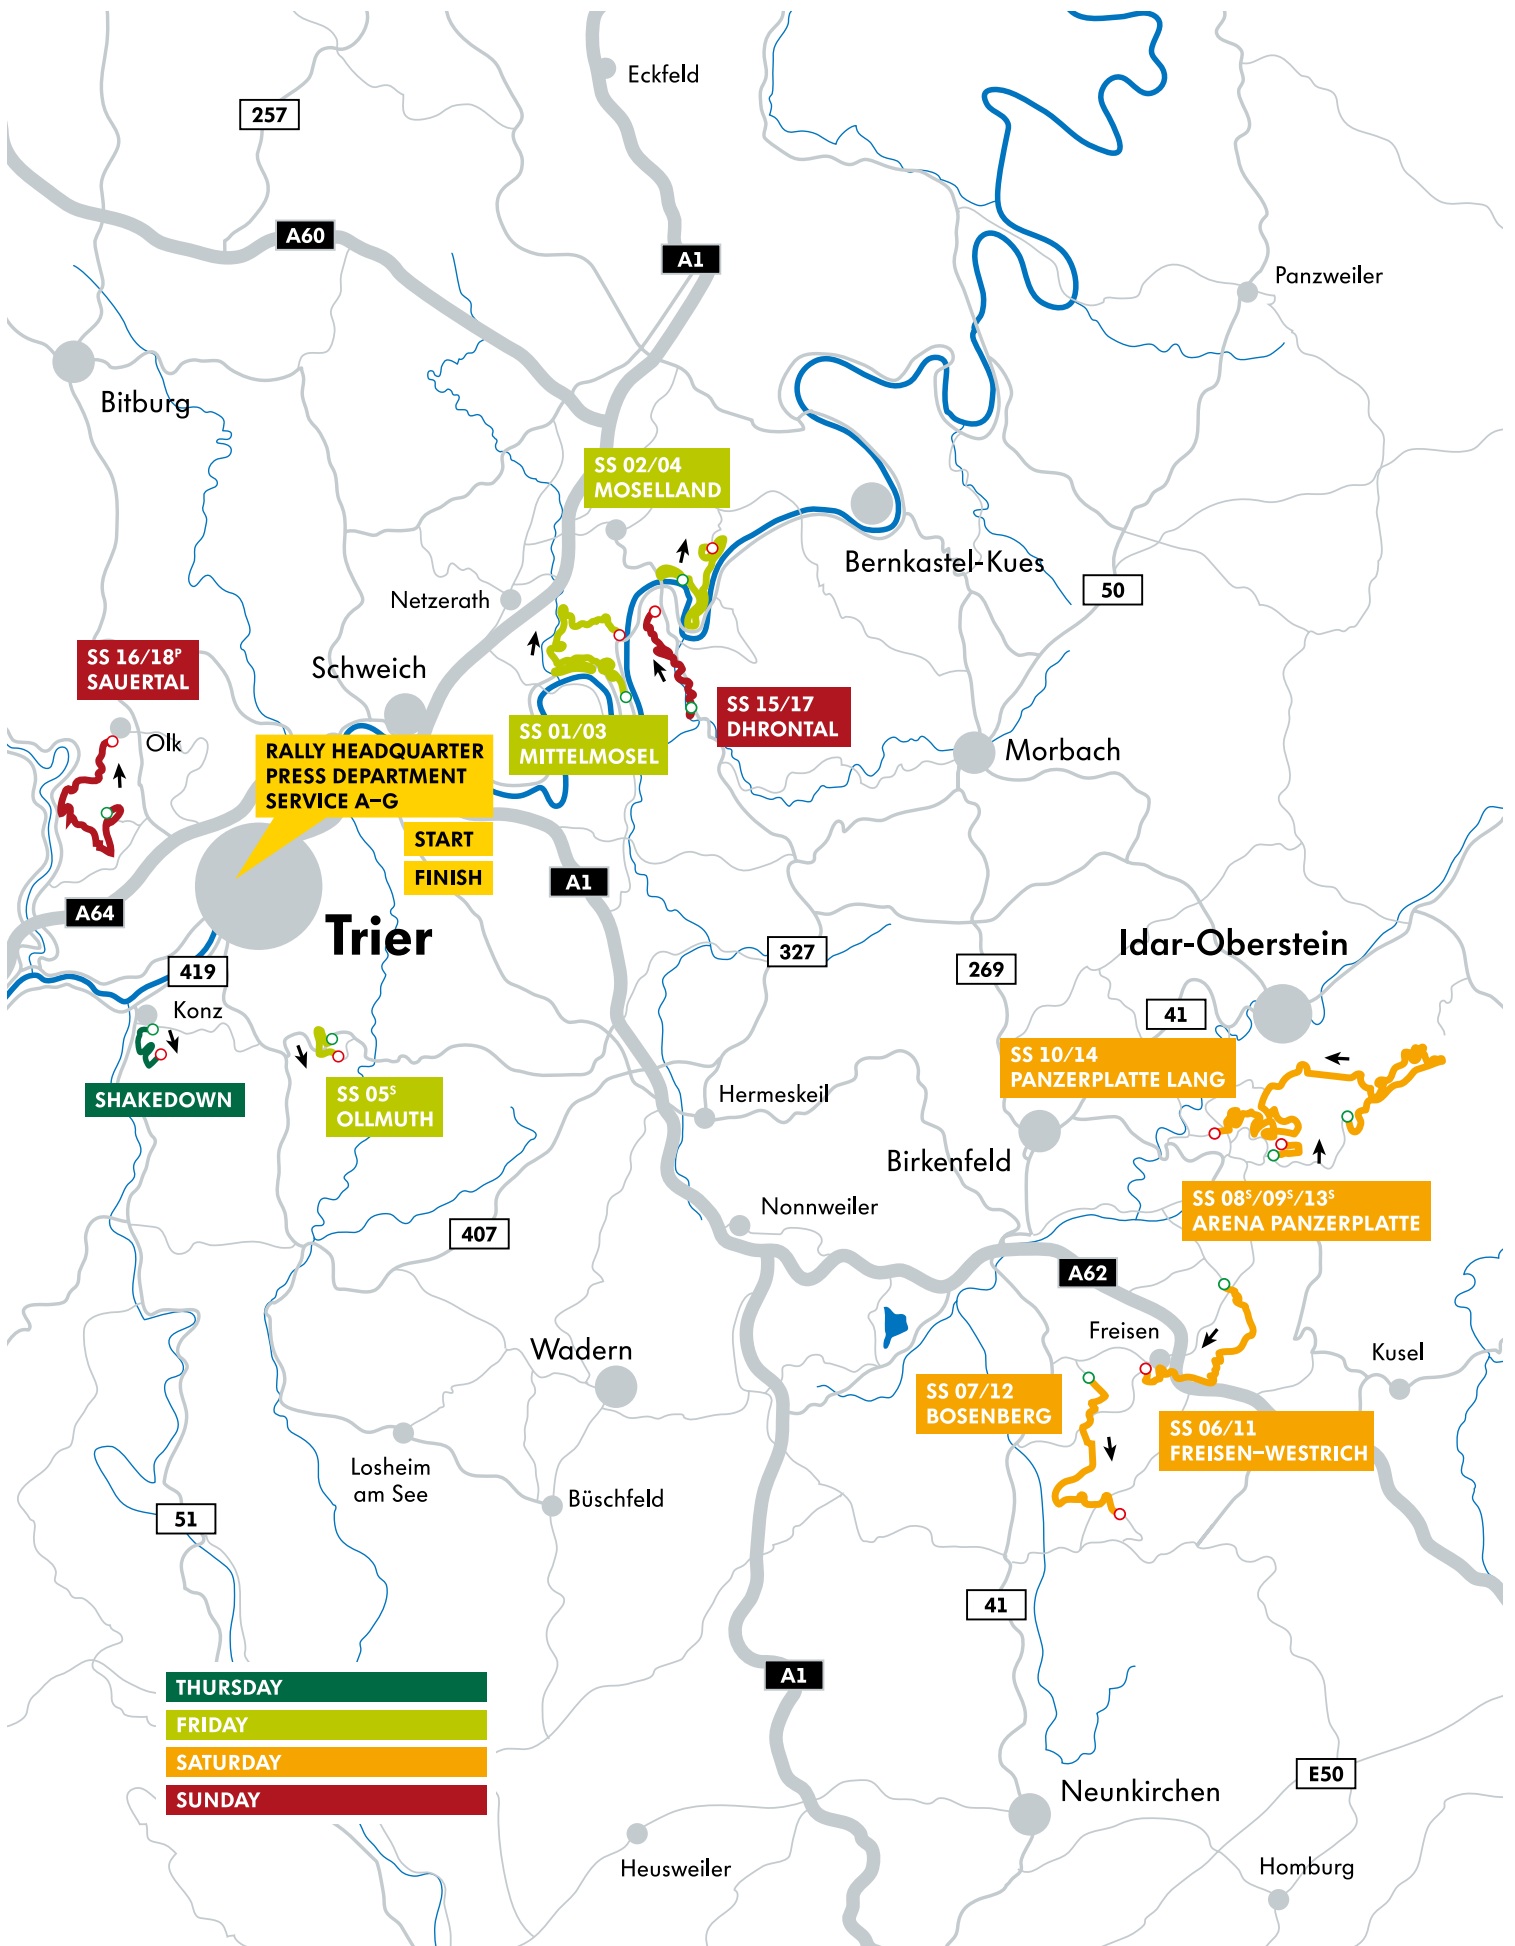 Eckfeld
257
A60
A1
Panzweiler
Bitburg
SS 02/04
MOSELLAND
Bernkastel-Kues
50
Netzerath
SS 16/18ᴾ
SAUERTAL
Schweich
SS 15/17
DHRONTAL
Olk
SS 01/03
MITTELMOSEL
Morbach
RALLY HEADQUARTER
PRESS DEPARTMENT
SERVICE A–G
START
FINISH
A1
A64
Trier
327
Idar-Oberstein
419
269
Konz
41
SS 10/14
PANZERPLATTE LANG
SHAKEDOWN
SS 05ˢ
OLLMUTH
Hermeskeil
Birkenfeld
Nonnweiler
SS 08ˢ/09ˢ/13ˢ
ARENA PANZERPLATTE
407
A62
Freisen
Wadern
Kusel
SS 07/12
BOSENBERG
SS 06/11
FREISEN–WESTRICH
Losheim
am See
Büschfeld
51
41
A1
THURSDAY
FRIDAY
SATURDAY
SUNDAY
E50
Neunkirchen
Heusweiler
Homburg